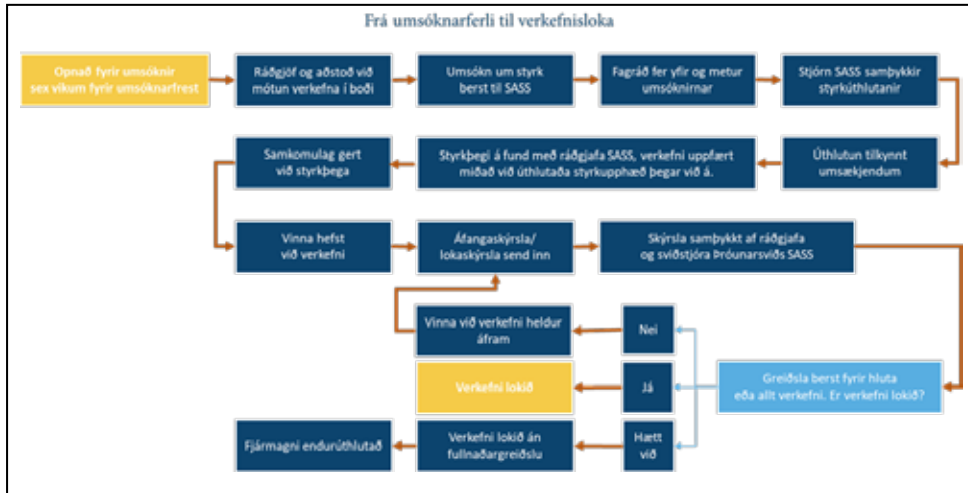 Frá umsóknarferli til verkefnisloka
Opnað fyrir umsóknir
sex vikum fyrir umsóknarfrest
Ráðgjöf og aðstoð við
mótun verkefna í boði
Umsókn um styrk
berst til SASS
Fagráð fer yfir og metur
umsóknirnar
Stjórn SASS samþykkir
styrkúthlutanir
Úthlutun tilkynnt
umsækjendum
Styrkþegi á fund með ráðgjafa SASS, verkefni uppfært
miðað við úthlutaða styrkupphæð þegar við á.
Samkomulag gert
við styrkþega
Vinna hefst
við verkefni
Áfangaskýrsla/
lokaskýrsla send inn
Skýrsla samþykkt af ráðgjafa
og sviðstjóra Þróunarsviðs SASS
Greiðsla berst fyrir hluta
eða allt verkefni. Er verkefni lokið?
Nei
Vinna við verkefni heldur
áfram
Já
Verkefni lokið
Hætt
við
Verkefni lokið án
fullnaðargreiðslu
Fjármagni endurúthlutað